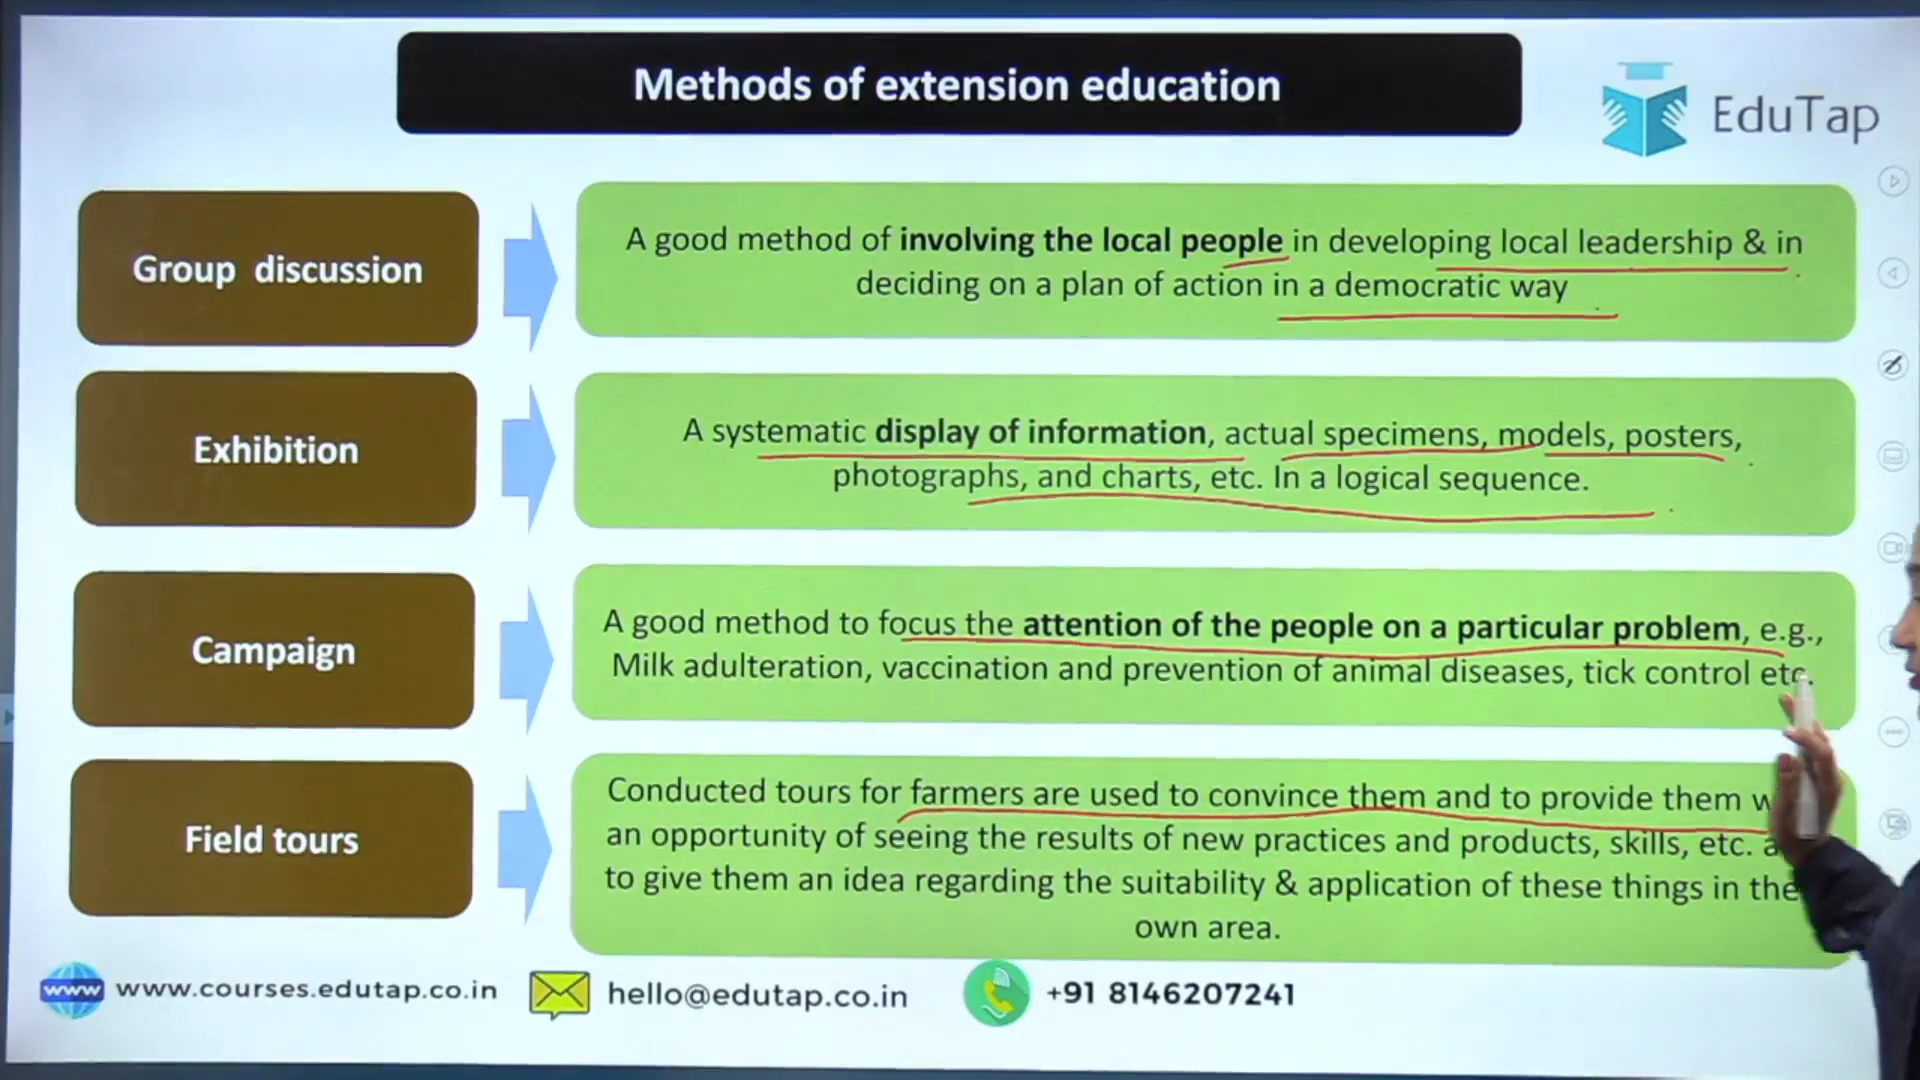 Methods of extension education
EduTap
Group discussion
A good method of involving the local people in developing local leadership & in
deciding on a plan of action in a democratic way
Exhibition
A systematic display of information, actual specimens, models, posters,
photographs, and charts, etc. In a logical sequence.
Campaign
A good method to focus the attention of the people on a particular problem, e.g.,
Milk adulteration, vaccination and prevention of animal diseases, tick control etc.
Field tours
Conducted tours for farmers are used to convince them and to provide them
an opportunity of seeing the results of new practices and products, skills, etc.
to give them an idea regarding the suitability & application of these things in
own area.
www www.courses.edutap.co.in
hello@edutap.co.in
+91 8146207241